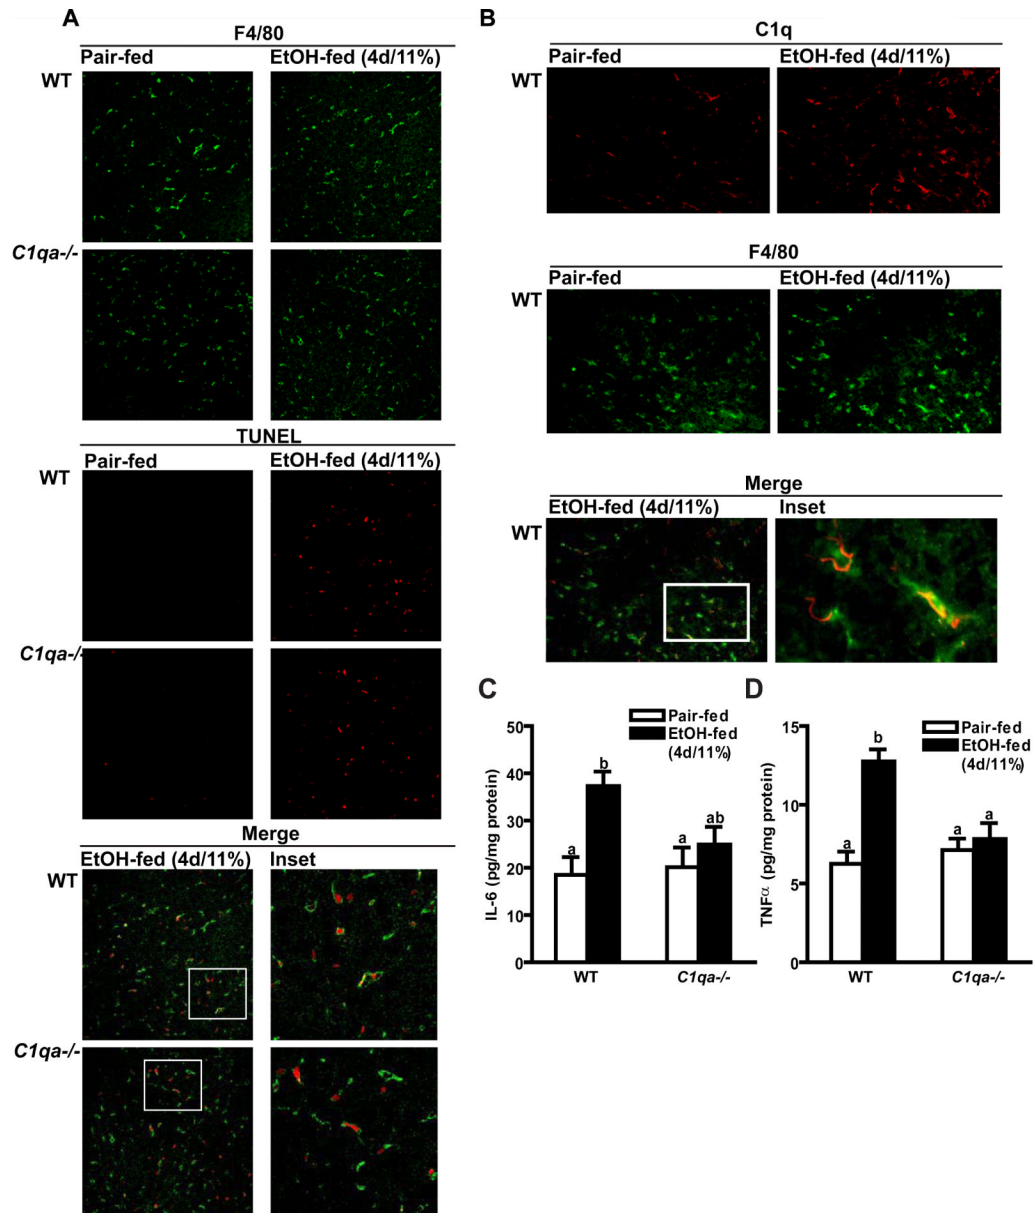 A
F4/80
Pair-fed EtOH-fed (4d/11%)
WT
C1qa-/-
TUNEL
Pair-fed EtOH-fed (4d/11%)
WT
C1qa-/-
Merge
EtOH-fed (4d/11%) Inset
WT
C1qa-/-
B
C1q
Pair-fed EtOH-fed (4d/11%)
WT
F4/80
Pair-fed EtOH-fed (4d/11%)
WT
Merge
EtOH-fed (4d/11%) Inset
WT
C
Pair-fed
EtOH-fed
(4d/11%)
IL-6 (pg/mg protein)
50
40
30
20
10
0
a b a ab
WT C1qa-/-
D
Pair-fed
EtOH-fed
(4d/11%)
TNFα (pg/mg protein)
15
10
5
0
a b a a
WT C1qa-/-